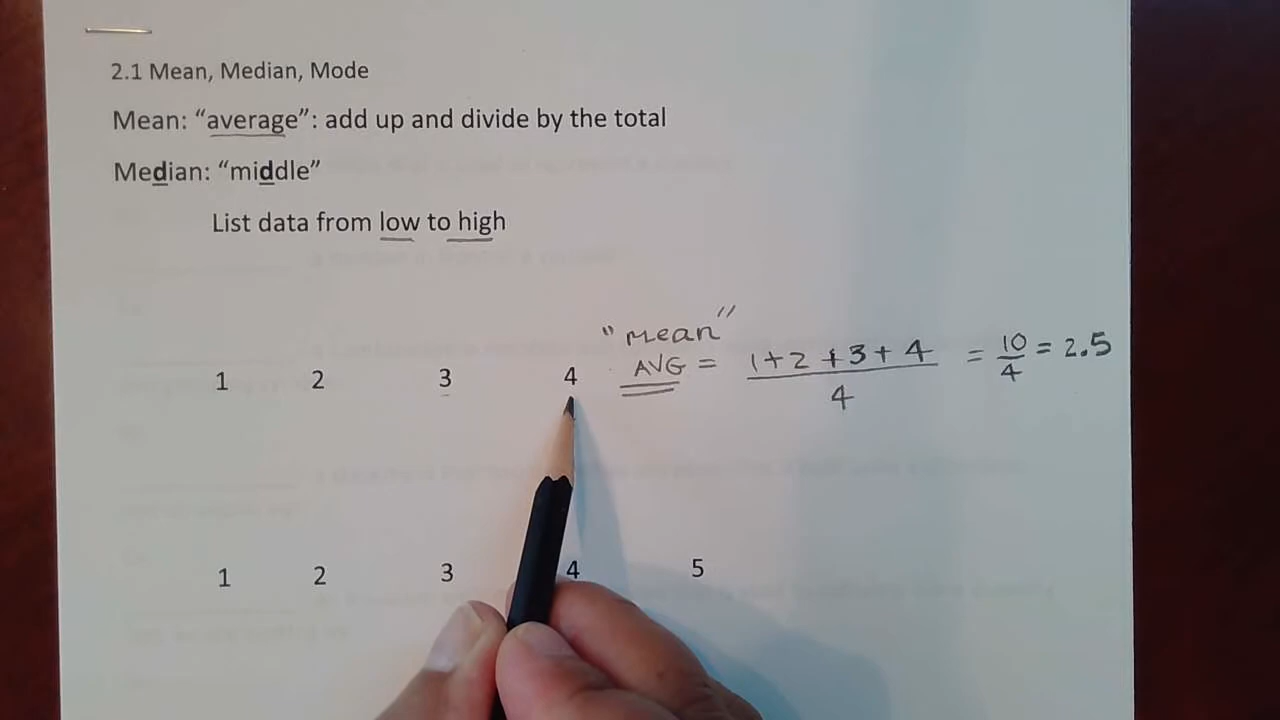 2.1 Mean, Median, Mode
Mean: “average”: add up and divide by the total
Median: “middle”
List data from low to high
"mean"
1 2 3 4 AVG = 1+2+3+4 / 4 = 10/4 = 2.5
1 2 3 4 5